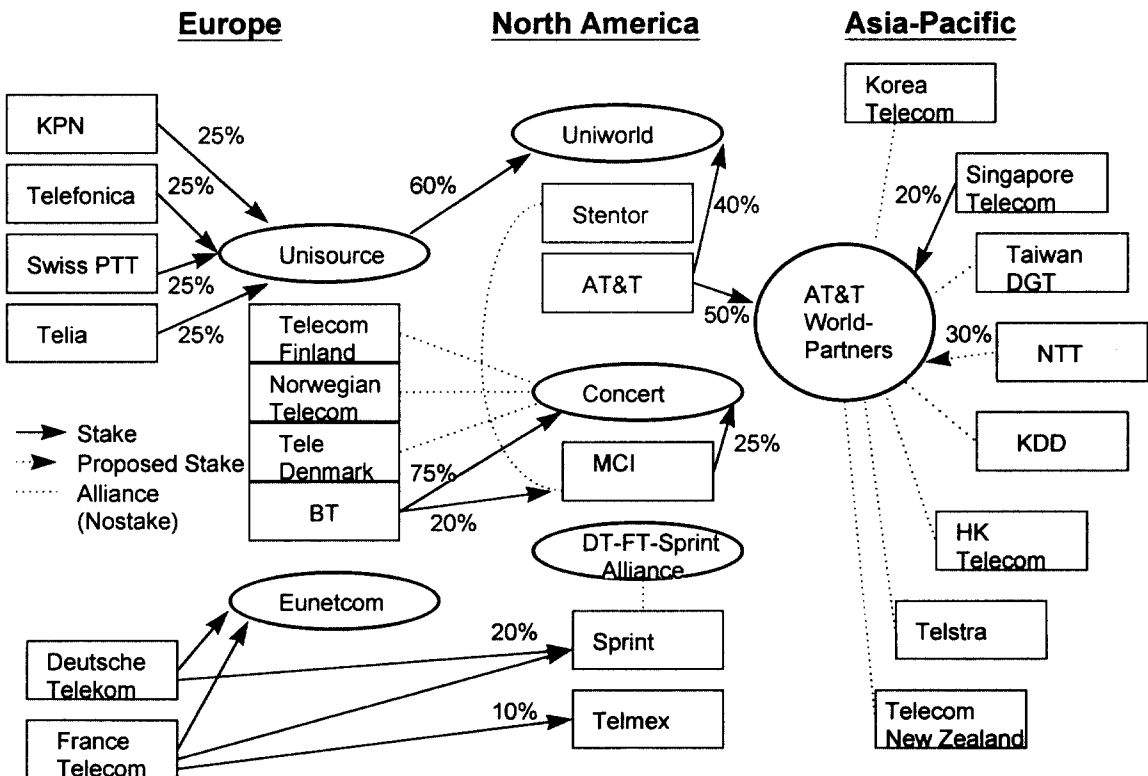 Europe
North America
Asia-Pacific
KPN
25%
Telefonica
25%
Swiss PTT
25%
Telia
25%
Unisource
60%
Uniworld
Stentor
AT&T
40%
50%
Korea
Telecom
Singapore
Telecom
20%
Taiwan
DGT
AT&T
World-
Partners
30%
NTT
KDD
HK
Telecom
Telstra
Telecom
New Zealand
Telecom
Finland
Norwegian
Telecom
Tele
Denmark
BT
75%
20%
Concert
25%
MCI
Stake
Proposed Stake
Alliance
(Nostake)
DT-FT-Sprint
Alliance
Eunetcom
Deutsche
Telekom
20%
Sprint
France
Telecom
10%
Telmex